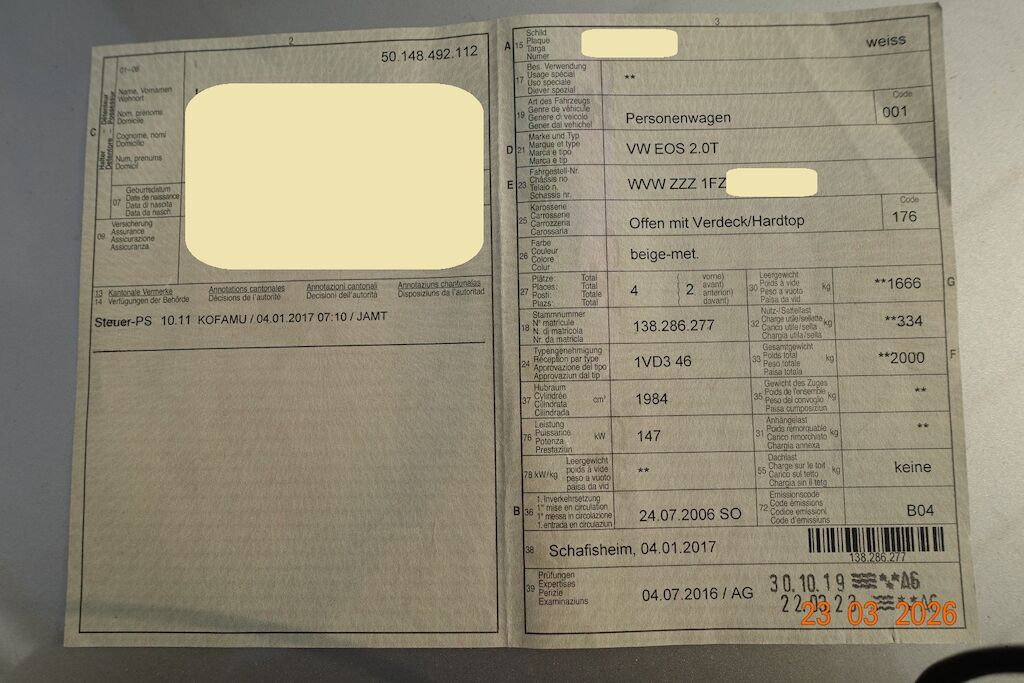 2
50.148.492.112
01-06
C
Halter
Détenteur
Name, Vornamen
Wohnort
Nom, prénoms
Domicile
Cognome, nomi
Domicilio
Num, prenums
Domicil
07
Geburtsdatum
Date de naissance
Data di nascita
Data da nasch.
09
Versicherung
Assurance
Assicurazione
Assicuranza
13 Kantonale Vermerke
14 Verfügungen der Behörde
Annotations cantonales
Décisions de l'autorité
Annotazioni cantonali
Decisioni dell'autorità
Annotaziuns chantunalas
Disposiziuns da l'autoritad
Steuer-PS 10.11 KOFAMU / 04.01.2017 07:10 / JAMT
3
A 15
Schild
Plaque
Targa
Numer
weiss
17
Bes. Verwendung
Usage spécial
Uso speciale
Diever spezial
**
19
Art des Fahrzeugs
Genre de véhicule
Genere di veicolo
Gener dal vehichel
Personenwagen
Code
001
D 21
Marke und Typ
Marque et type
Marca e tipo
Marca e tip
VW EOS 2.0T
E 23
Fahrgestell-Nr.
Châssis no
Telaio n.
Schassis nr.
WVW ZZZ 1FZ
25
Karosserie
Carrosserie
Carrozzeria
Carossaria
Offen mit Verdeck/Hardtop
Code
176
26
Farbe
Couleur
Colore
Colur
beige-met.
27
Plätze: Total
Places: Total
Posti: Totale
Plazs: Total
4
( 2
vorne)
avant)
anteriori)
davant)
30
Leergewicht
Poids à vide
Peso a vuoto
Paisa da vid
kg
**1666
G
18
Stammnummer
N° matricule
N. di matricola
Nr. da matricla
138.286.277
32
Nutz-/Sattellast
Charge utile/sellette
Carico utile/sella
Chargia utila/sella
kg
**334
24
Typengenehmigung
Réception par type
Approvazione del tipo
Approvaziun dal tip
1VD3 46
33
Gesamtgewicht
Poids total
Peso totale
Paisa totala
kg
**2000
F
37
Hubraum
Cylindrée
Cilindrata
Cilindrada
cm³
1984
35
Gewicht des Zuges
Poids de l'ensemble
Peso del convoglio
Paisa cumposiziun
kg
**
76
Leistung
Puissance
Potenza
Prestaziun
kW
147
31
Anhängelast
Poids remorquable
Carico rimorchiato
Chargia annexa
kg
**
78 kW/kg
Leergewicht
poids à vide
peso a vuoto
paisa da vid
**
55
Dachlast
Charge sur le toit
Carico sul tetto
Chargia sin il tetg
kg
keine
B 36
1. Inverkehrsetzung
1re mise en circulation
1a messa in circolazione
1. entrada en circulaziun
24.07.2006 SO
72
Emissionscode
Code émissions
Codice emissioni
Code d'emissiuns
B04
38
Schafisheim, 04.01.2017
138.286.277
39
Prüfungen
Expertises
Perizie
Examinaziuns
04.07.2016 / AG
30.10.19
AG
23 03 2026